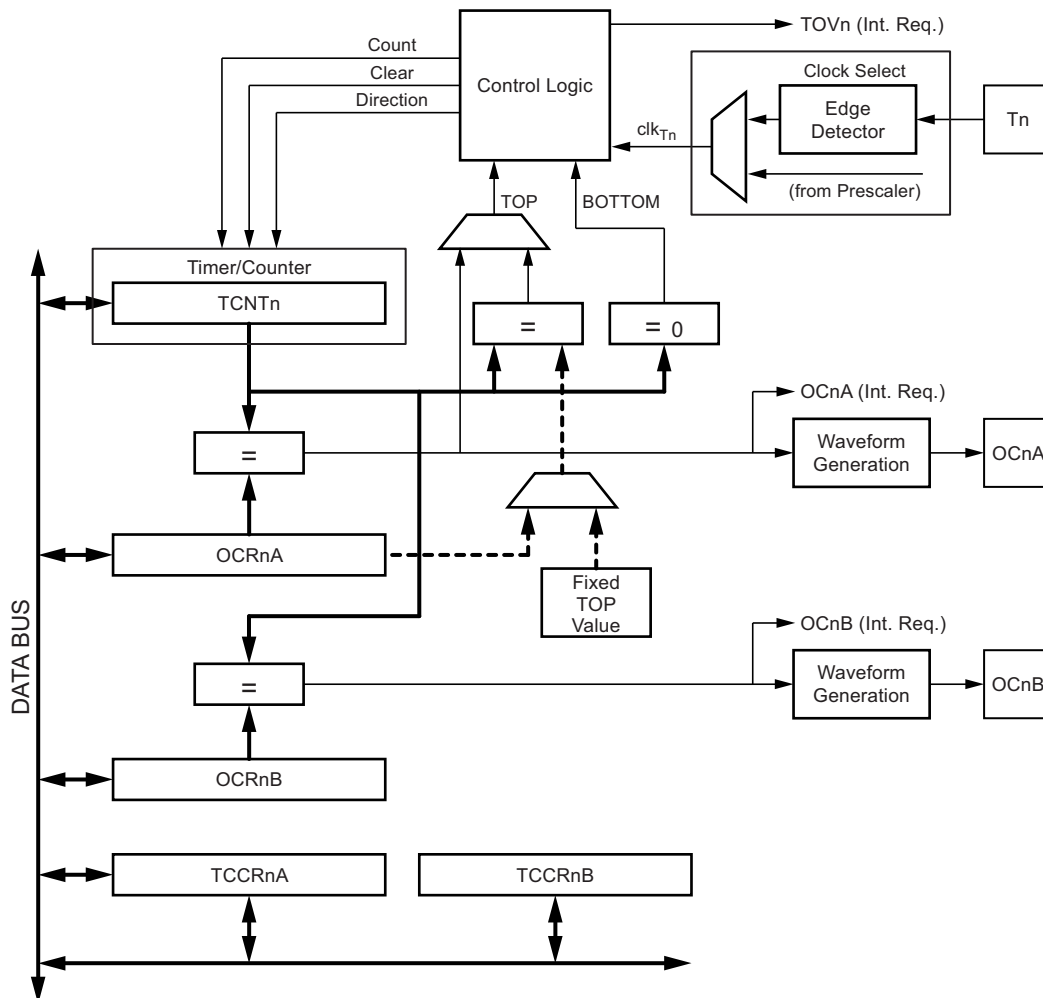 TOVn (Int. Req.)
Count
Clear
Direction
Control Logic
Clock Select
Edge
Detector
Tn
clkTn
(from Prescaler)
TOP
BOTTOM
Timer/Counter
TCNTn
=
= 0
OCnA (Int. Req.)
=
Waveform
Generation
OCnA
OCRnA
Fixed
TOP
Value
DATA BUS
OCnB (Int. Req.)
=
Waveform
Generation
OCnB
OCRnB
TCCRnA
TCCRnB